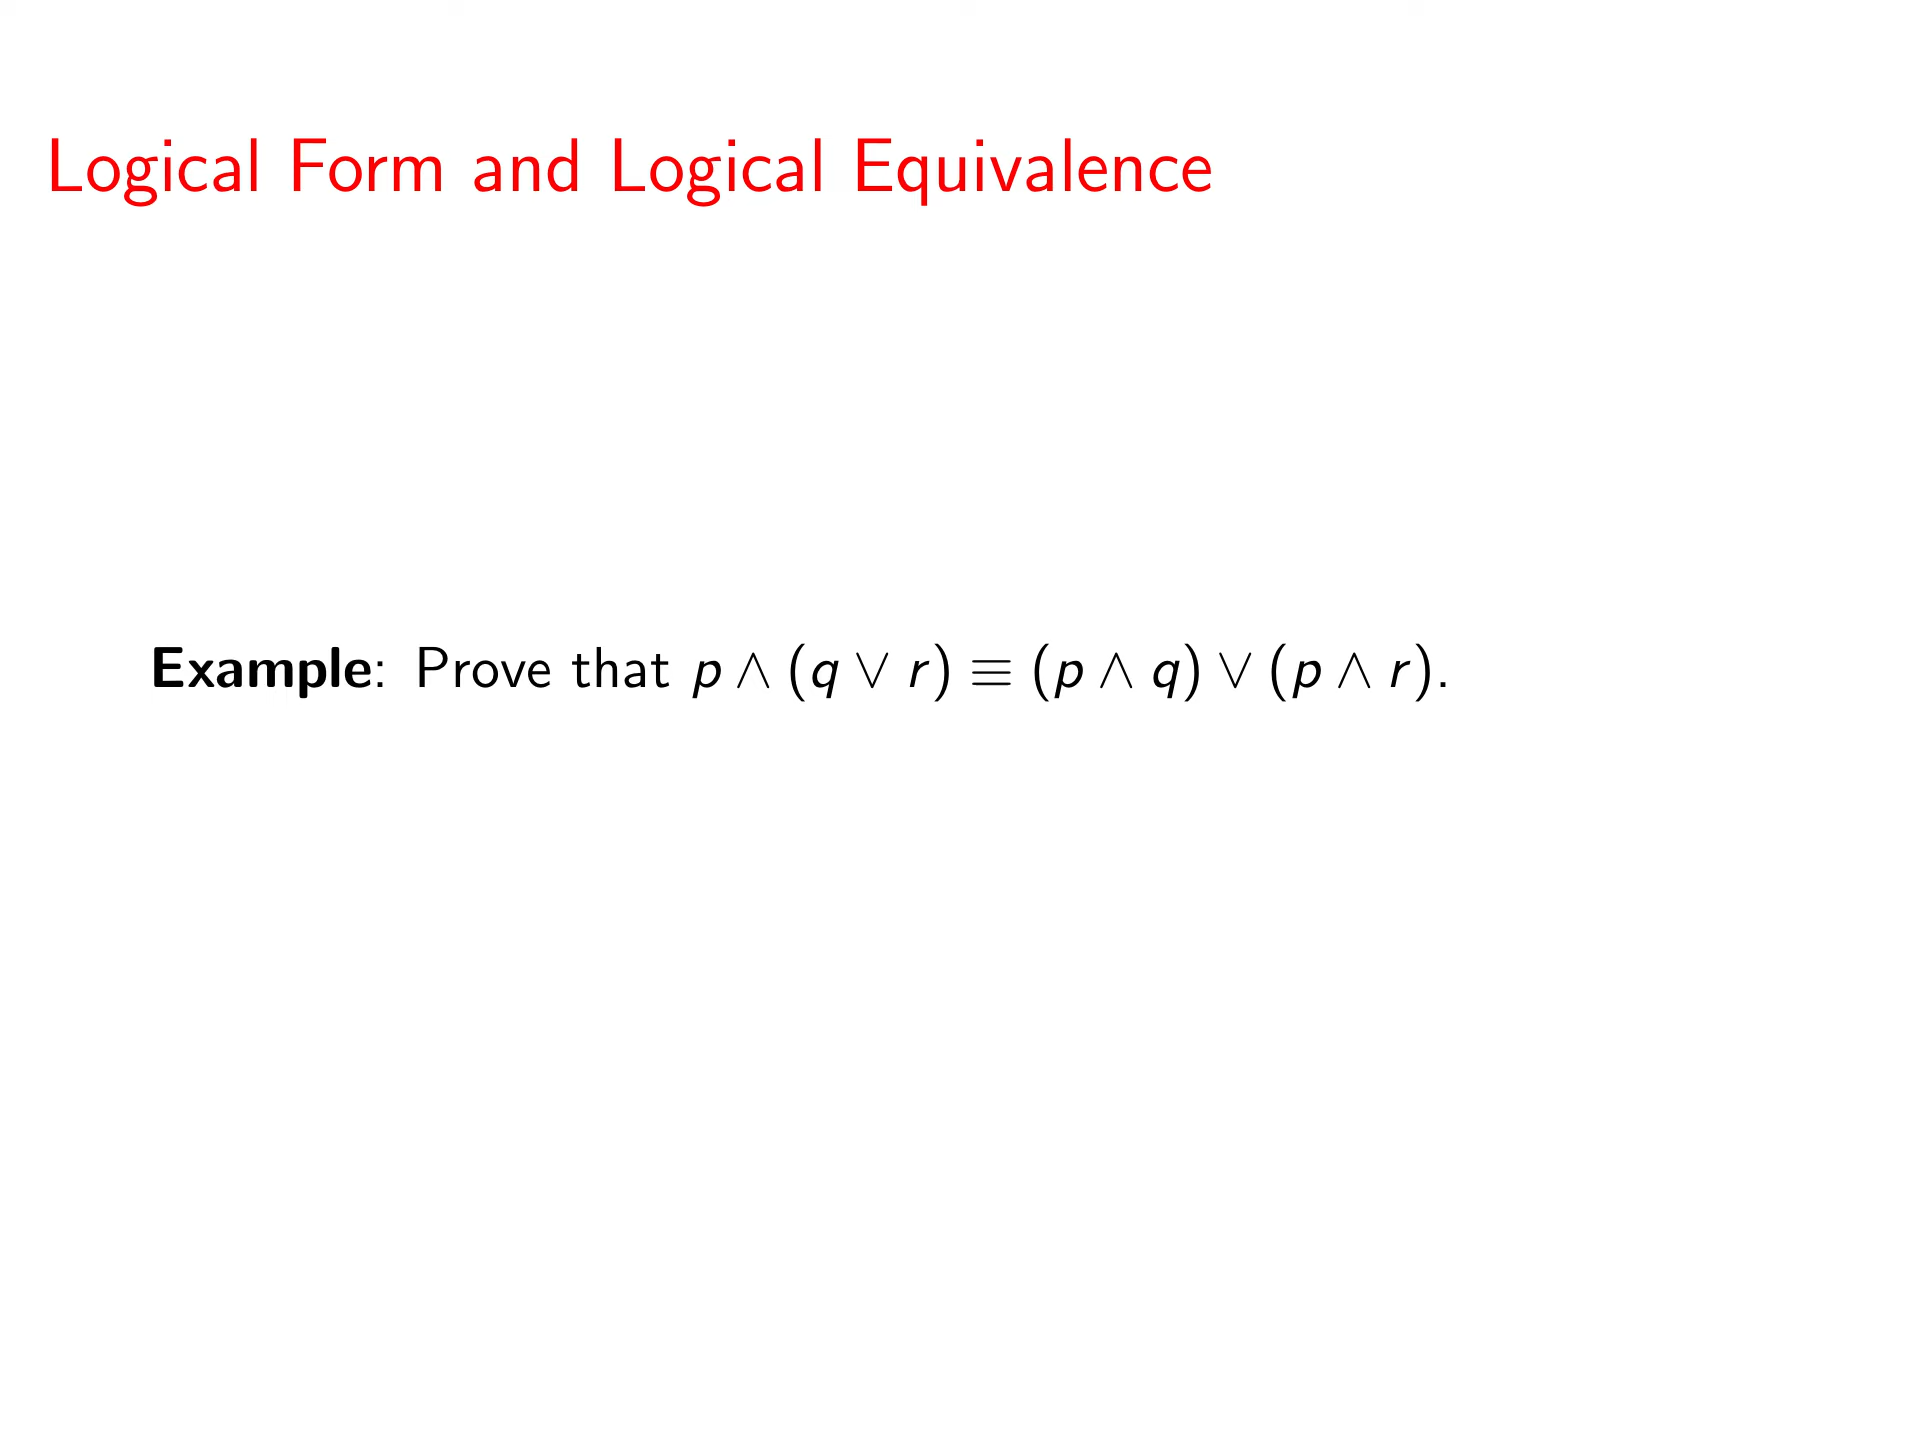 Logical Form and Logical Equivalence
Example: Prove that p ∧ (q ∨ r) ≡ (p ∧ q) ∨ (p ∧ r).